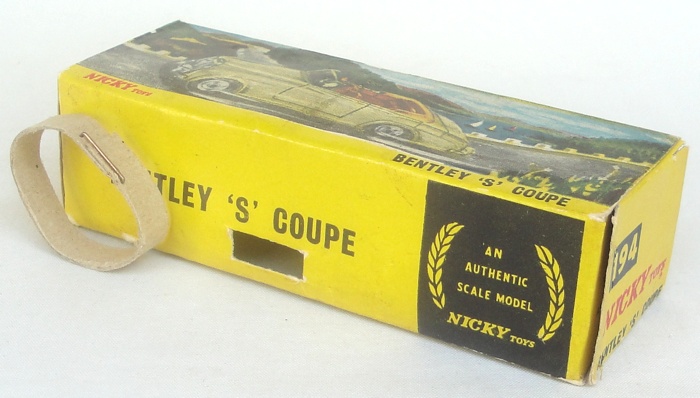 NICKY TOYS
BENTLEY 'S' COUPE
TLEY 'S' COUPE
AN
AUTHENTIC
SCALE MODEL
NICKY TOYS
194
NICKY TOYS
BENTLEY 'S' COUPE